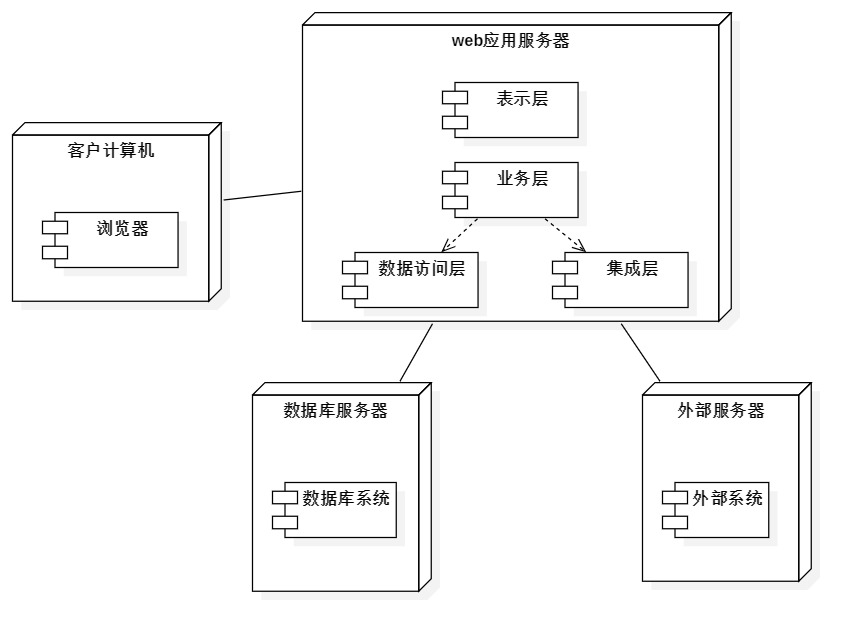 web应用服务器
表示层
客户计算机
业务层
浏览器
数据访问层
集成层
数据库服务器
外部服务器
数据库系统
外部系统